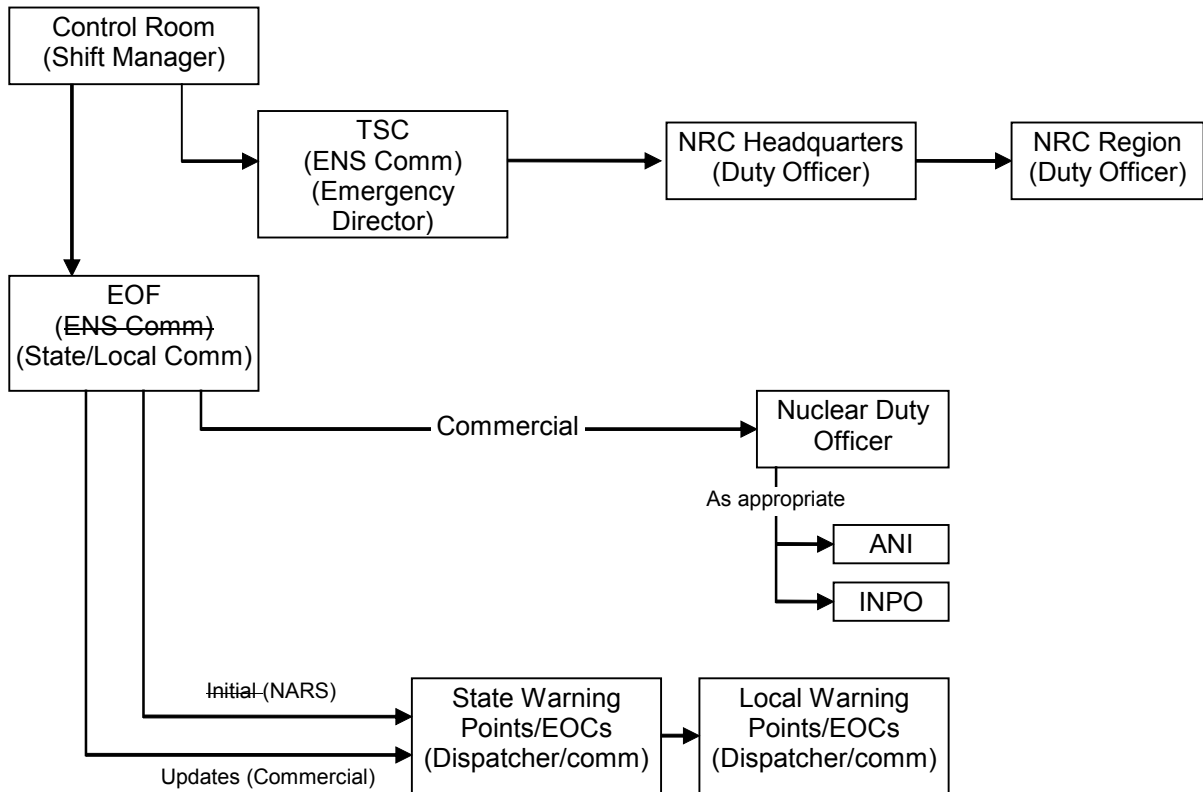 Control Room
(Shift Manager)
TSC
(ENS Comm)
(Emergency
Director)
NRC Headquarters
(Duty Officer)
NRC Region
(Duty Officer)
EOF
(ENS Comm)
(State/Local Comm)
Commercial
Nuclear Duty
Officer
As appropriate
ANI
INPO
Initial (NARS)
State Warning
Points/EOCs
(Dispatcher/comm)
Local Warning
Points/EOCs
(Dispatcher/comm)
Updates (Commercial)